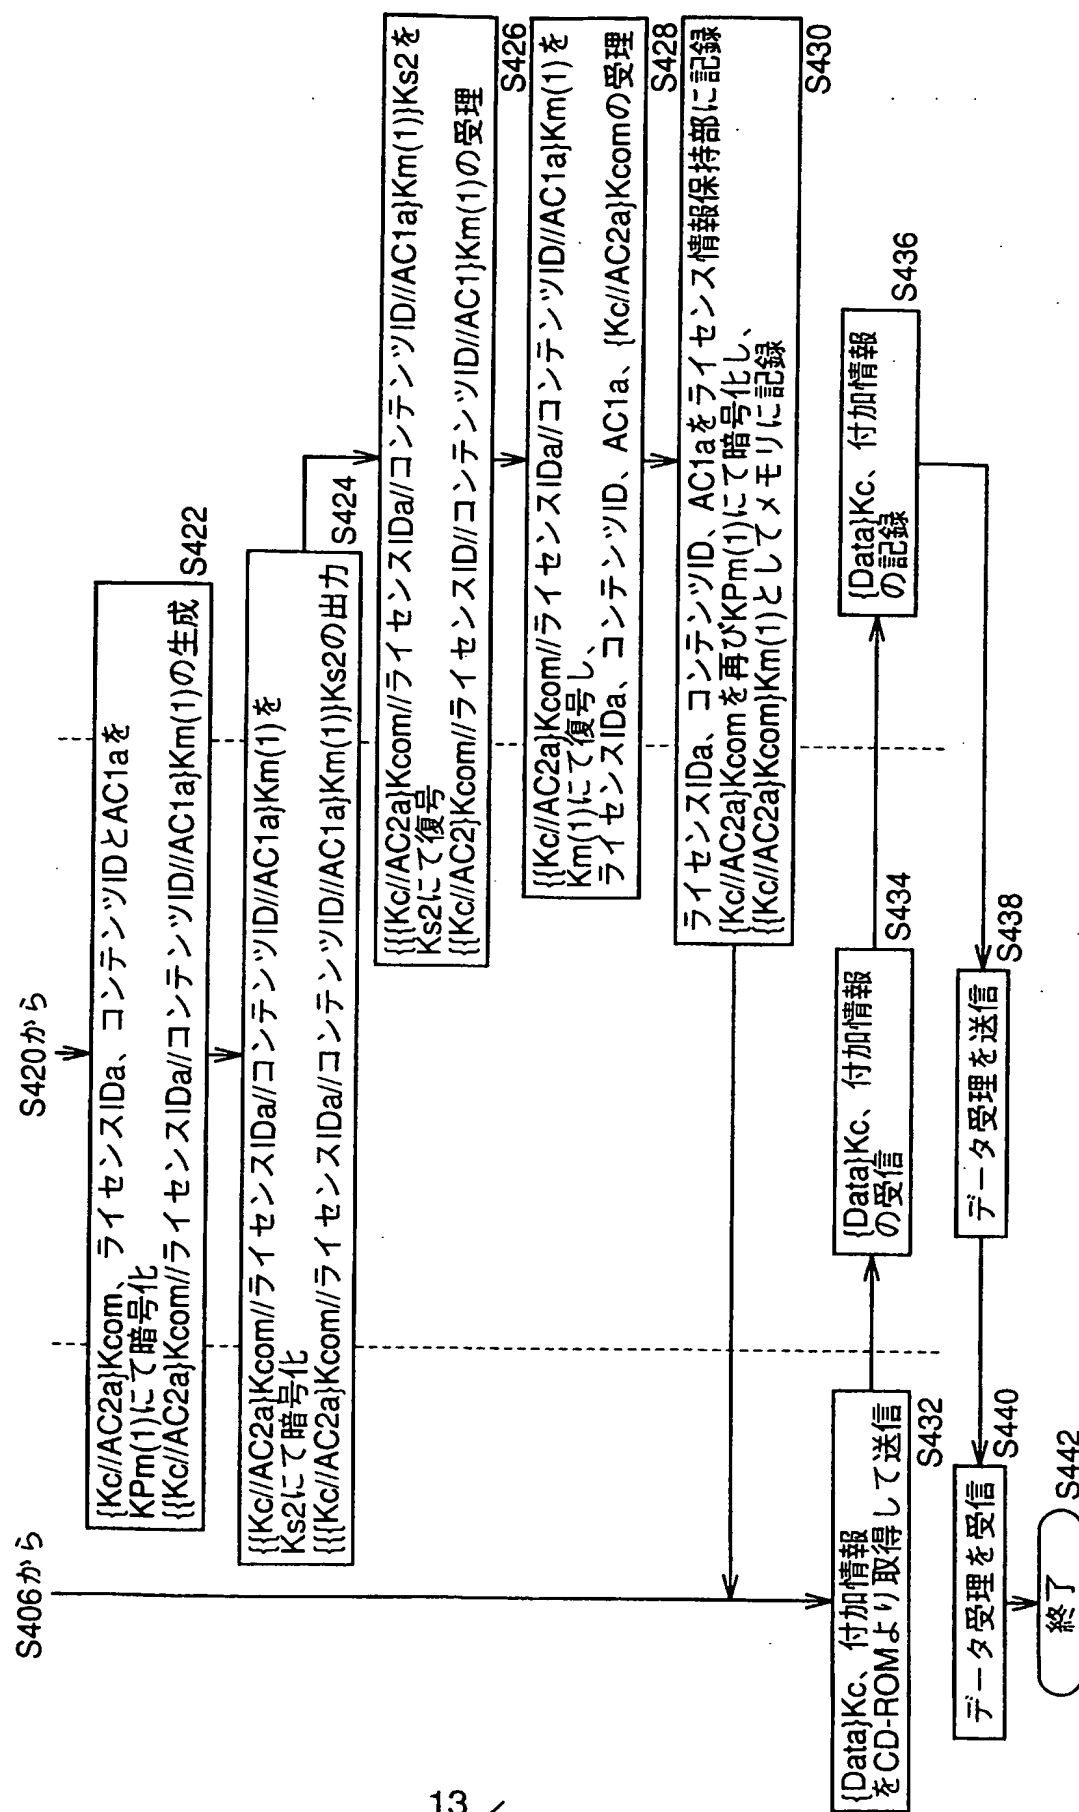 S420から
{Kc//AC2a}Kcom、ライセンスIDa、コンテンツIDとAC1aを
KPm(1)にて暗号化
{{Kc//AC2a}Kcom//ライセンスIDa//コンテンツID//AC1a}Km(1)の生成
S422
{{Kc//AC2a}Kcom//ライセンスIDa//コンテンツID//AC1a}Km(1)を
Ks2にて暗号化
{{{Kc//AC2a}Kcom//ライセンスIDa//コンテンツID//AC1a}Km(1)}Ks2の出力
S424
{{{Kc//AC2a}Kcom//ライセンスIDa//コンテンツID//AC1a}Km(1)}Ks2を
Ks2にて復号
{{Kc//AC2}Kcom//ライセンスID//コンテンツID//AC1}Km(1)の受理
S426
{{Kc//AC2a}Kcom//ライセンスIDa//コンテンツID//AC1a}Km(1)を
Km(1)にて復号し、
ライセンスIDa、コンテンツID、AC1a、{Kc//AC2a}Kcomの受理
S428
ライセンスIDa、コンテンツID、AC1aをライセンス情報保持部に記録
{Kc//AC2a}Kcomを再びKPm(1)にて暗号化し、
{{Kc//AC2a}Kcom}Km(1)としてメモリに記録
S430
S406から
{Data}Kc、付加情報
をCD-ROMより取得して送信
S432
{Data}Kc、付加情報
の受信
S434
{Data}Kc、付加情報
の記録
S436
データ受理を送信
S438
データ受理を受信
S440
終了
S442
13